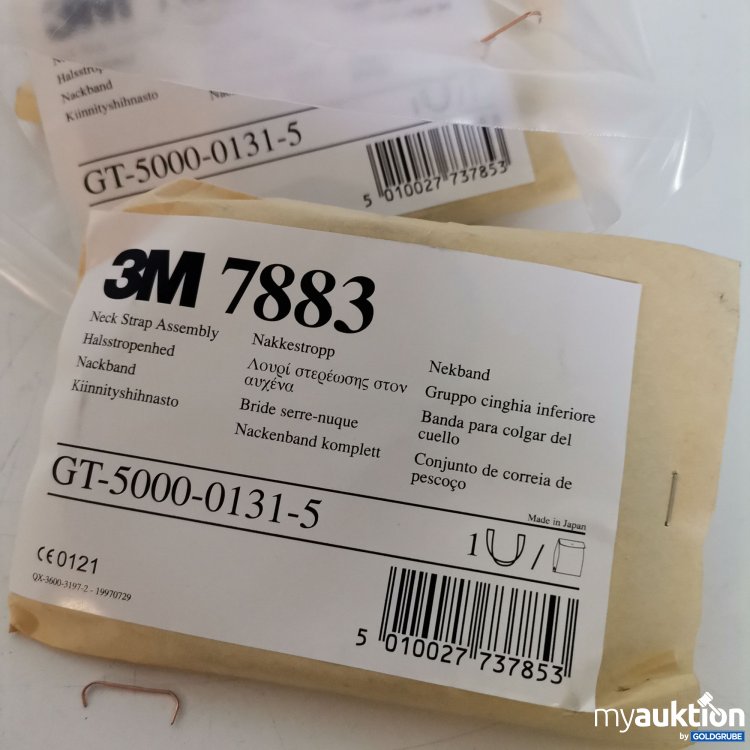 Halsstrop
Nackband
Kiinnityshihnasto
GT-5000-0131-5
5 010027 737853
3M 7883
Neck Strap Assembly
Halsstropenhed
Nackband
Kiinnityshihnasto
Nakkestropp
Λουρί στερέωσης στον
αυχένα
Bride serre-nuque
Nackenband komplett
Nekband
Gruppo cinghia inferiore
Banda para colgar del
cuello
Conjunto de correia de
pescoço
GT-5000-0131-5
Made in Japan
1 /
CE 0121
QX-3600-3197-2 - 19970729
5 010027 737853
myauktion
by GOLDGRUBE